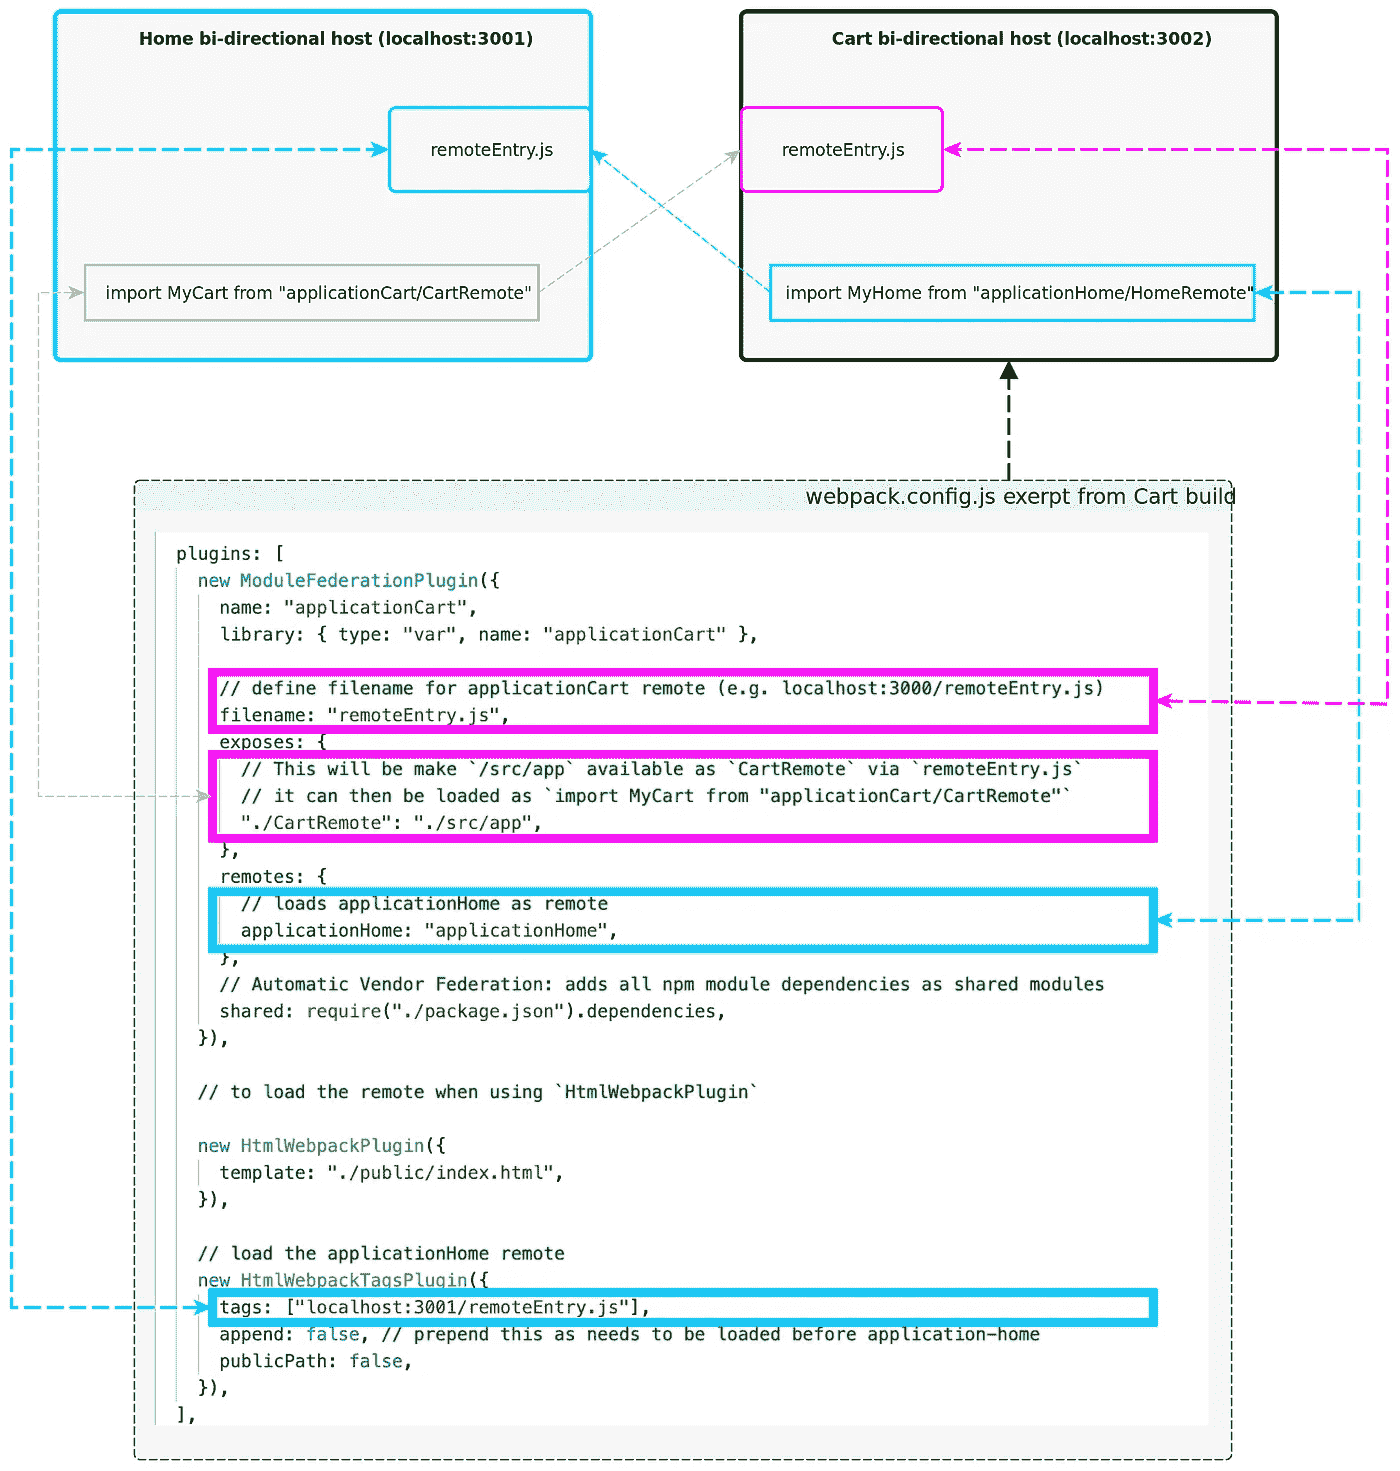 Home bi-directional host (localhost:3001)
Cart bi-directional host (localhost:3002)
remoteEntry.js
remoteEntry.js
import MyCart from "applicationCart/CartRemote"
import MyHome from "applicationHome/HomeRemote"
webpack.config.js exerpt from Cart build
plugins: [
new ModuleFederationPlugin({
name: "applicationCart",
library: { type: "var", name: "applicationCart" },
// define filename for applicationCart remote (e.g. localhost:3000/remoteEntry.js)
filename: "remoteEntry.js",
exposes: {
// This will be make `/src/app` available as `CartRemote` via `remoteEntry.js`
// it can then be loaded as `import MyCart from "applicationCart/CartRemote"`
"./CartRemote": "./src/app",
},
remotes: {
// loads applicationHome as remote
applicationHome: "applicationHome",
},
// Automatic Vendor Federation: adds all npm module dependencies as shared modules
shared: require("./package.json").dependencies,
}),
// to load the remote when using `HtmlWebpackPlugin`
new HtmlWebpackPlugin({
template: "./public/index.html",
}),
// load the applicationHome remote
new HtmlWebpackTagsPlugin({
tags: ["localhost:3001/remoteEntry.js"],
append: false, // prepend this as needs to be loaded before application-home
publicPath: false,
}),
],